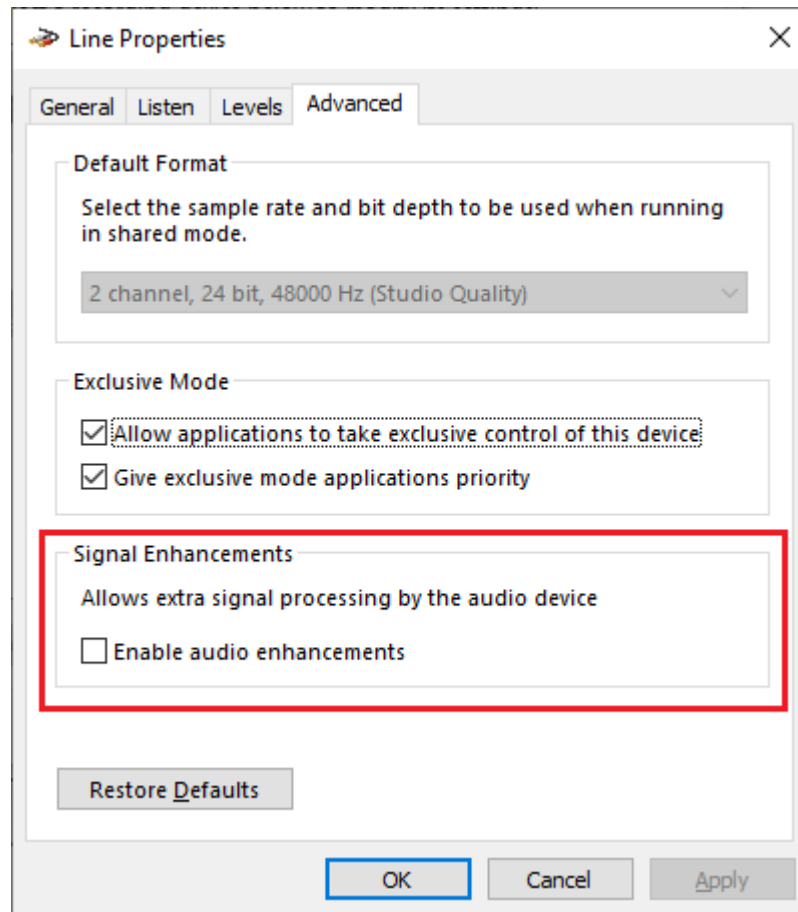 Line Properties
General Listen Levels Advanced
Default Format
Select the sample rate and bit depth to be used when running
in shared mode.
2 channel, 24 bit, 48000 Hz (Studio Quality)
Exclusive Mode
Allow applications to take exclusive control of this device
Give exclusive mode applications priority
Signal Enhancements
Allows extra signal processing by the audio device
Enable audio enhancements
Restore Defaults
OK Cancel Apply